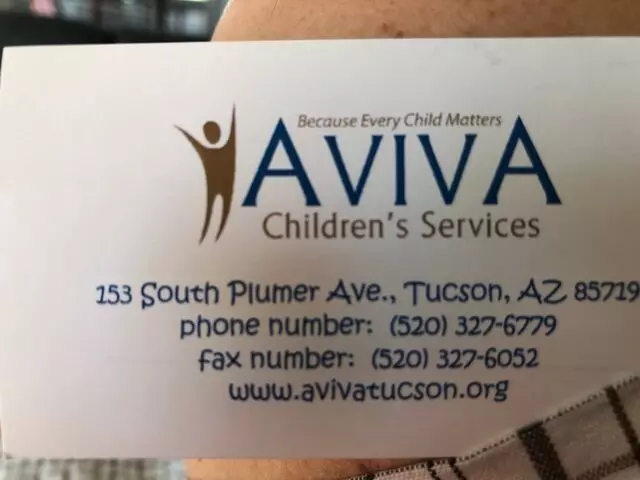 Because Every Child Matters
AVIVA
Children's Services
153 South Plumer Ave., Tucson, AZ 85719
phone number: (520) 327-6779
fax number: (520) 327-6052
www.avivatucson.org